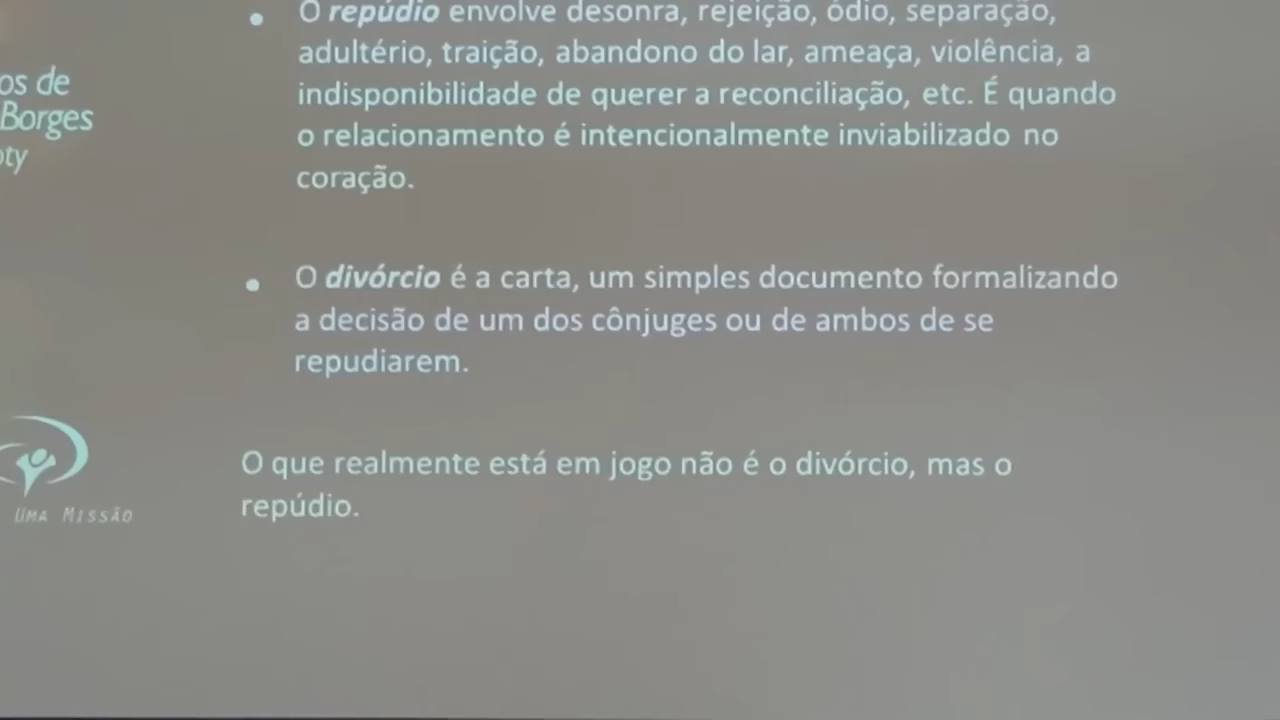 O repúdio envolve desonra, rejeição, ódio, separação,
adultério, traição, abandono do lar, ameaça, violência, a
indisponibilidade de querer a reconciliação, etc. É quando
o relacionamento é intencionalmente inviabilizado no
coração.
O divórcio é a carta, um simples documento formalizando
a decisão de um dos cônjuges ou de ambos de se
repudiarem.
O que realmente está em jogo não é o divórcio, mas o
repúdio.
os de
Borges
oty
UMA MISSÃO